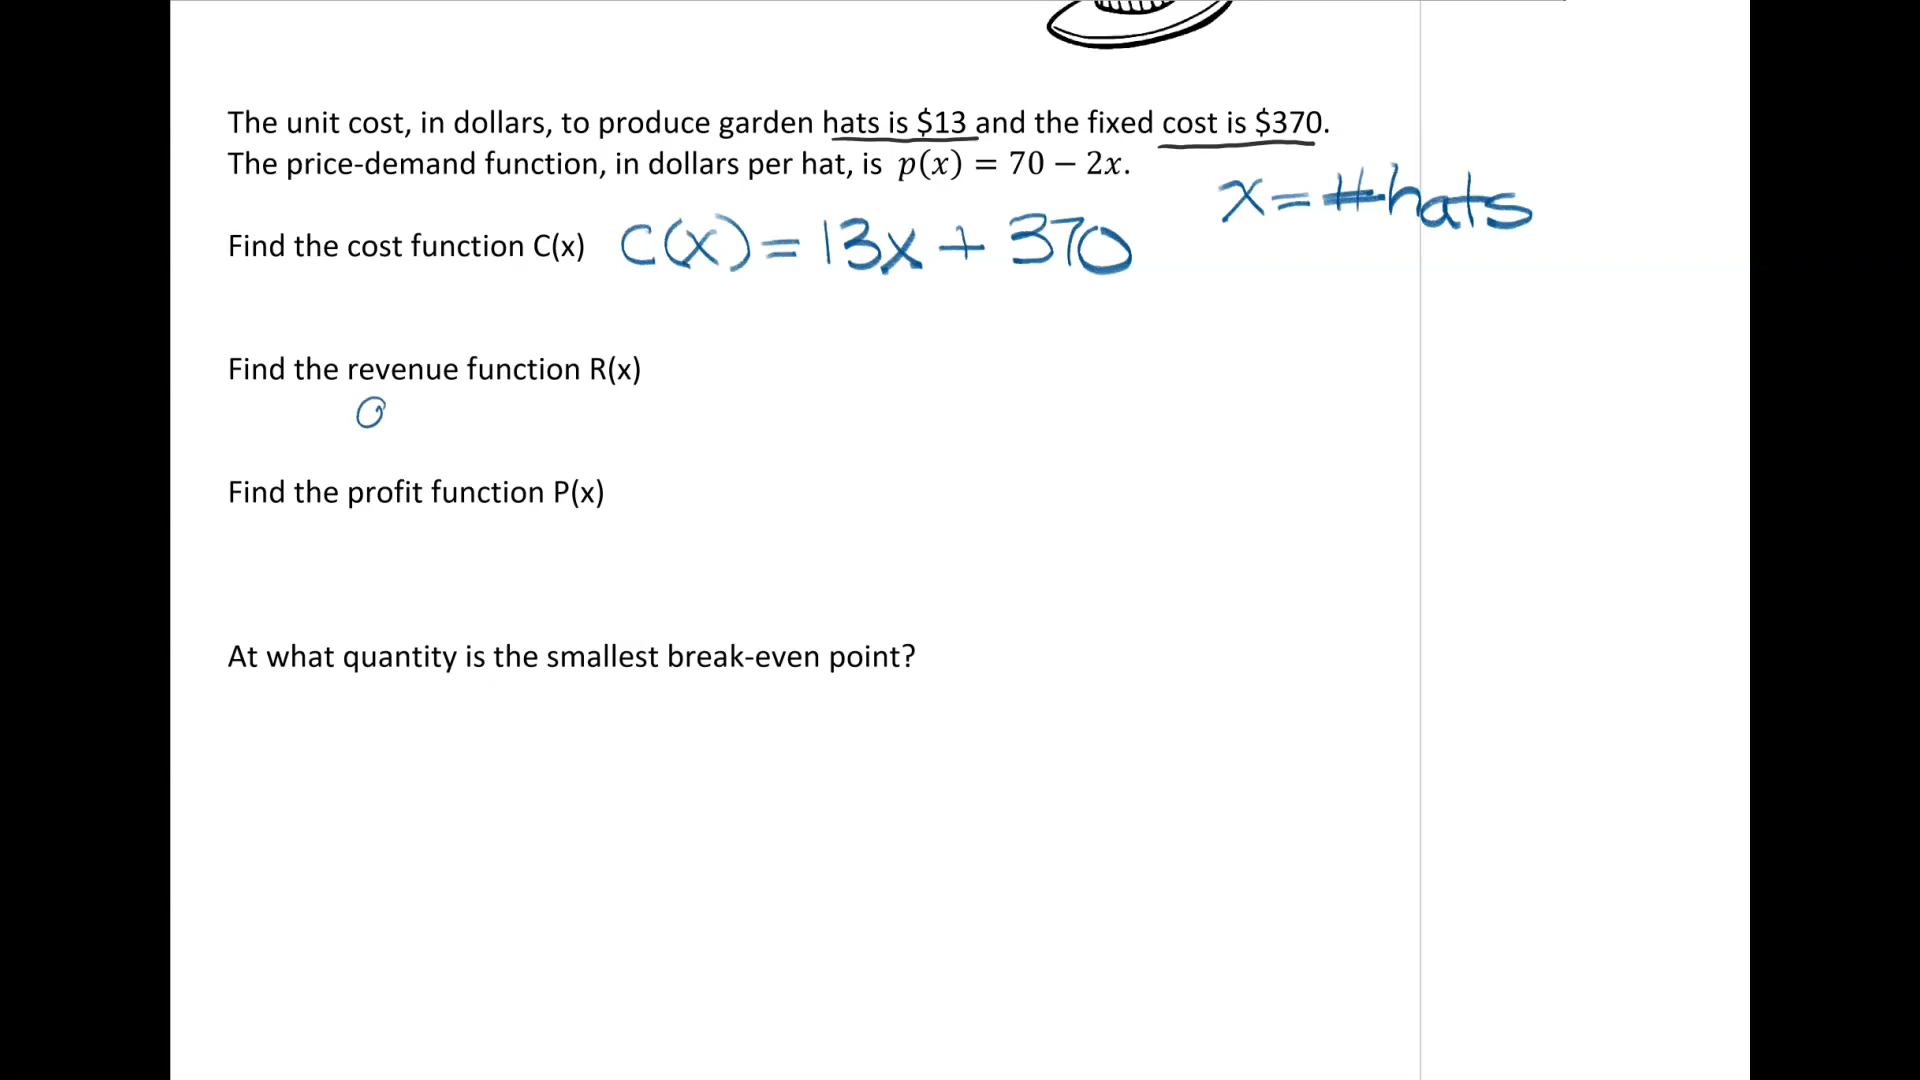 The unit cost, in dollars, to produce garden hats is $13 and the fixed cost is $370.
The price-demand function, in dollars per hat, is p(x) = 70 − 2x.
x = #hats
Find the cost function C(x) C(x) = 13x + 370
Find the revenue function R(x)
Find the profit function P(x)
At what quantity is the smallest break-even point?